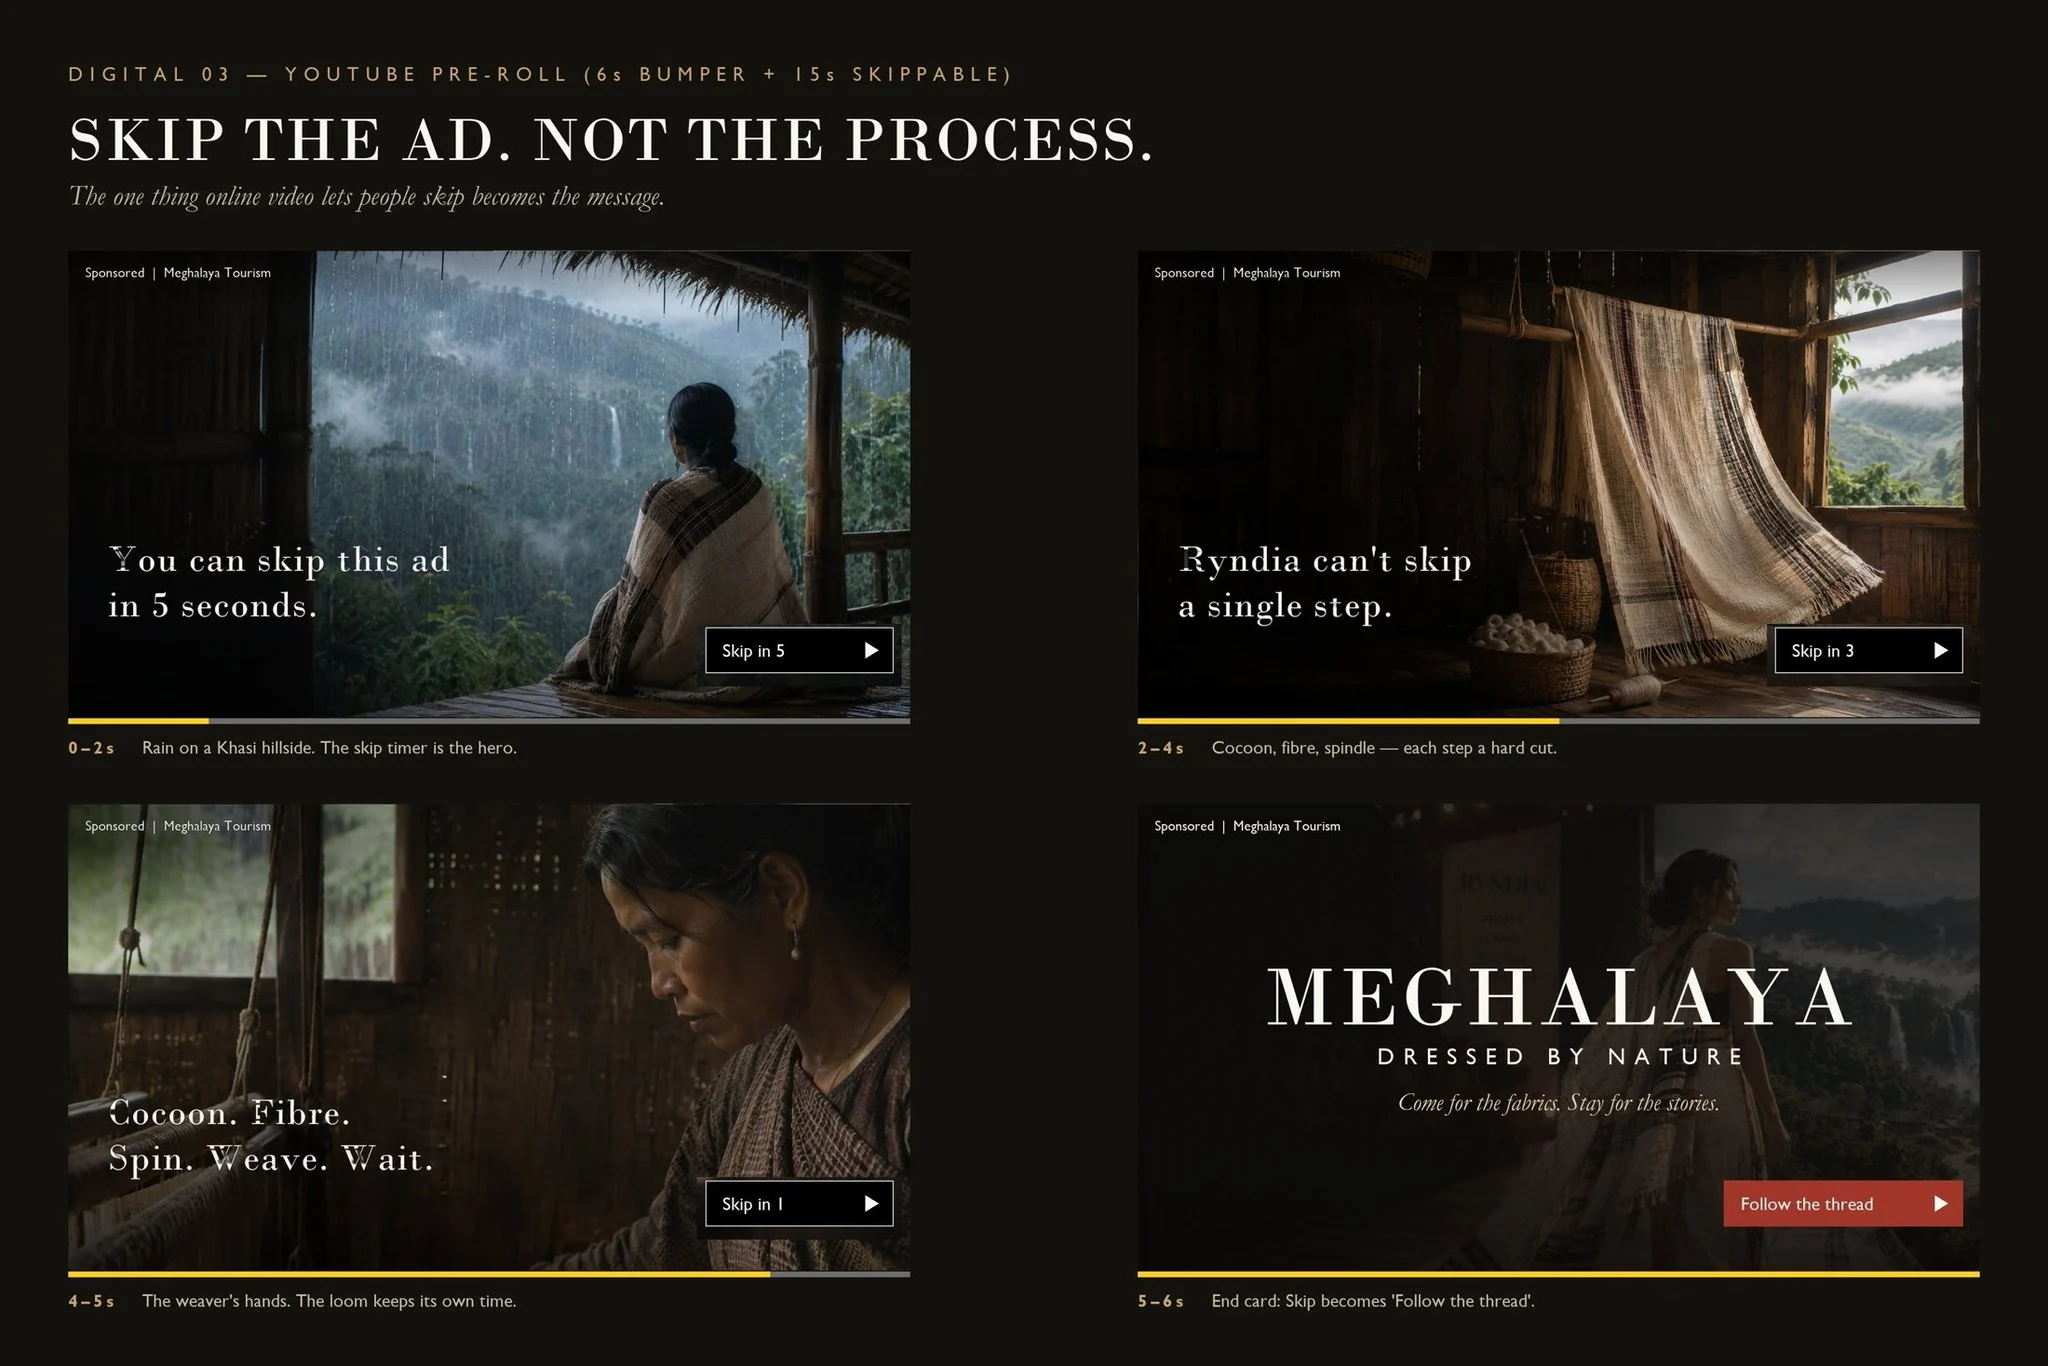 DIGITAL 03 — YOUTUBE PRE-ROLL (6s BUMPER + 15s SKIPPABLE)
SKIP THE AD. NOT THE PROCESS.
The one thing online video lets people skip becomes the message.
Sponsored | Meghalaya Tourism
You can skip this ad
in 5 seconds.
Skip in 5
0–2s Rain on a Khasi hillside. The skip timer is the hero.
Sponsored | Meghalaya Tourism
Ryndia can't skip
a single step.
Skip in 3
2–4s Cocoon, fibre, spindle — each step a hard cut.
Sponsored | Meghalaya Tourism
Cocoon. Fibre.
Spin. Weave. Wait.
Skip in 1
4–5s The weaver's hands. The loom keeps its own time.
Sponsored | Meghalaya Tourism
RYNDIA
MEGHALAYA
DRESSED BY NATURE
Come for the fabrics. Stay for the stories.
Follow the thread
5–6s End card: Skip becomes 'Follow the thread'.